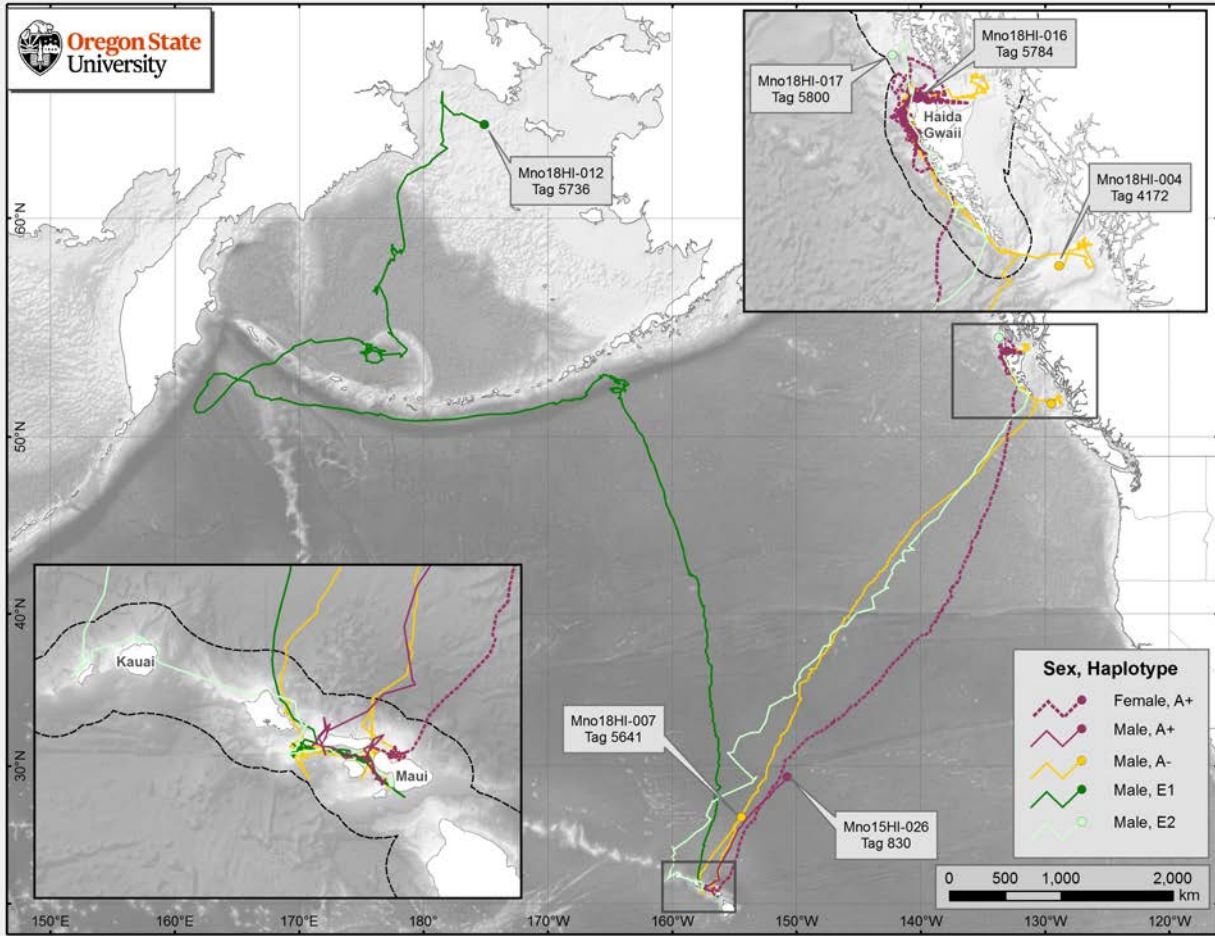 Oregon State
University
Mno18HI-016
Tag 5784
Mno18HI-017
Tag 5800
Haida
Gwaii
Mno18HI-004
Tag 4172
Mno18HI-012
Tag 5736
60°N
50°N
40°N
30°N
Kauai
Maui
Mno18HI-007
Tag 5641
Mno15HI-026
Tag 830
Sex, Haplotype
Female, A+
Male, A+
Male, A-
Male, E1
Male, E2
0 500 1,000 2,000
km
150°E 160°E 170°E 180°E 170°W 160°W 150°W 140°W 130°W